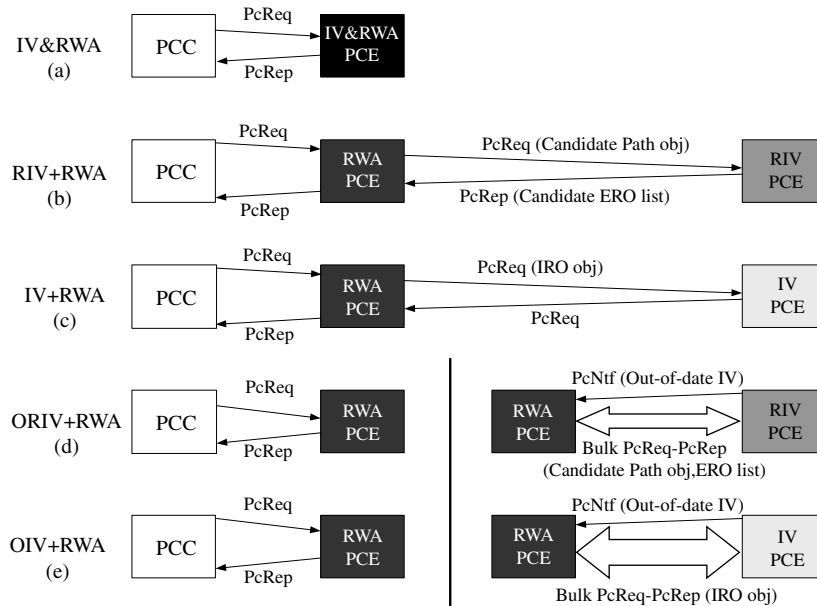 PcReq
IV&RWA
(a)
PCC
IV&RWA
PCE
PcRep
PcReq
RIV+RWA
(b)
PCC
RWA
PCE
PcReq (Candidate Path obj)
RIV
PCE
PcRep
PcRep (Candidate ERO list)
PcReq
IV+RWA
(c)
PCC
RWA
PCE
PcReq (IRO obj)
IV
PCE
PcRep
PcReq
PcReq
ORIV+RWA
(d)
PCC
RWA
PCE
PcRep
PcNtf (Out-of-date IV)
RWA
PCE
RIV
PCE
Bulk PcReq-PcRep
(Candidate Path obj,ERO list)
PcReq
OIV+RWA
(e)
PCC
RWA
PCE
PcRep
PcNtf (Out-of-date IV)
RWA
PCE
IV
PCE
Bulk PcReq-PcRep (IRO obj)